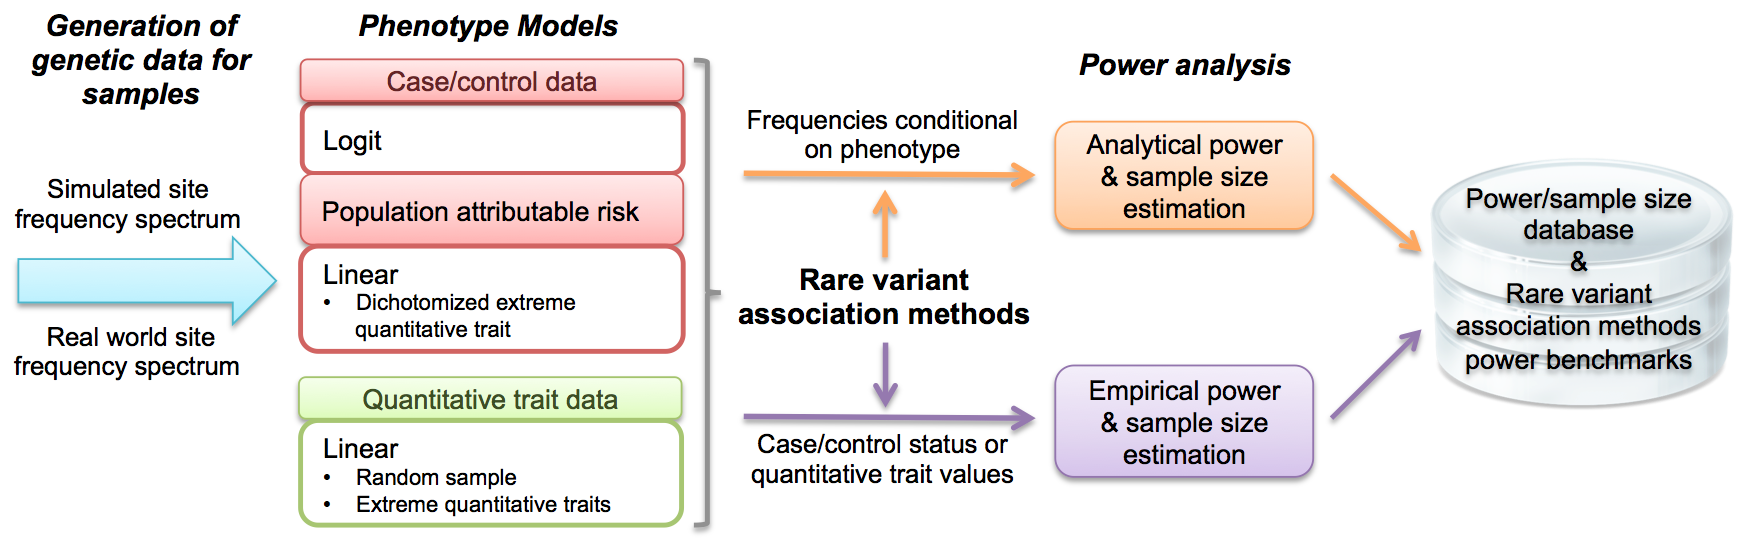 Generation of
genetic data for
samples
Simulated site
frequency spectrum
Real world site
frequency spectrum
Phenotype Models
Case/control data
Logit
Population attributable risk
Linear
• Dichotomized extreme
quantitative trait
Quantitative trait data
Linear
• Random sample
• Extreme quantitative traits
Frequencies conditional
on phenotype
Rare variant
association methods
Case/control status or
quantitative trait values
Power analysis
Analytical power
& sample size
estimation
Empirical power
& sample size
estimation
Power/sample size
database
&
Rare variant
association methods
power benchmarks